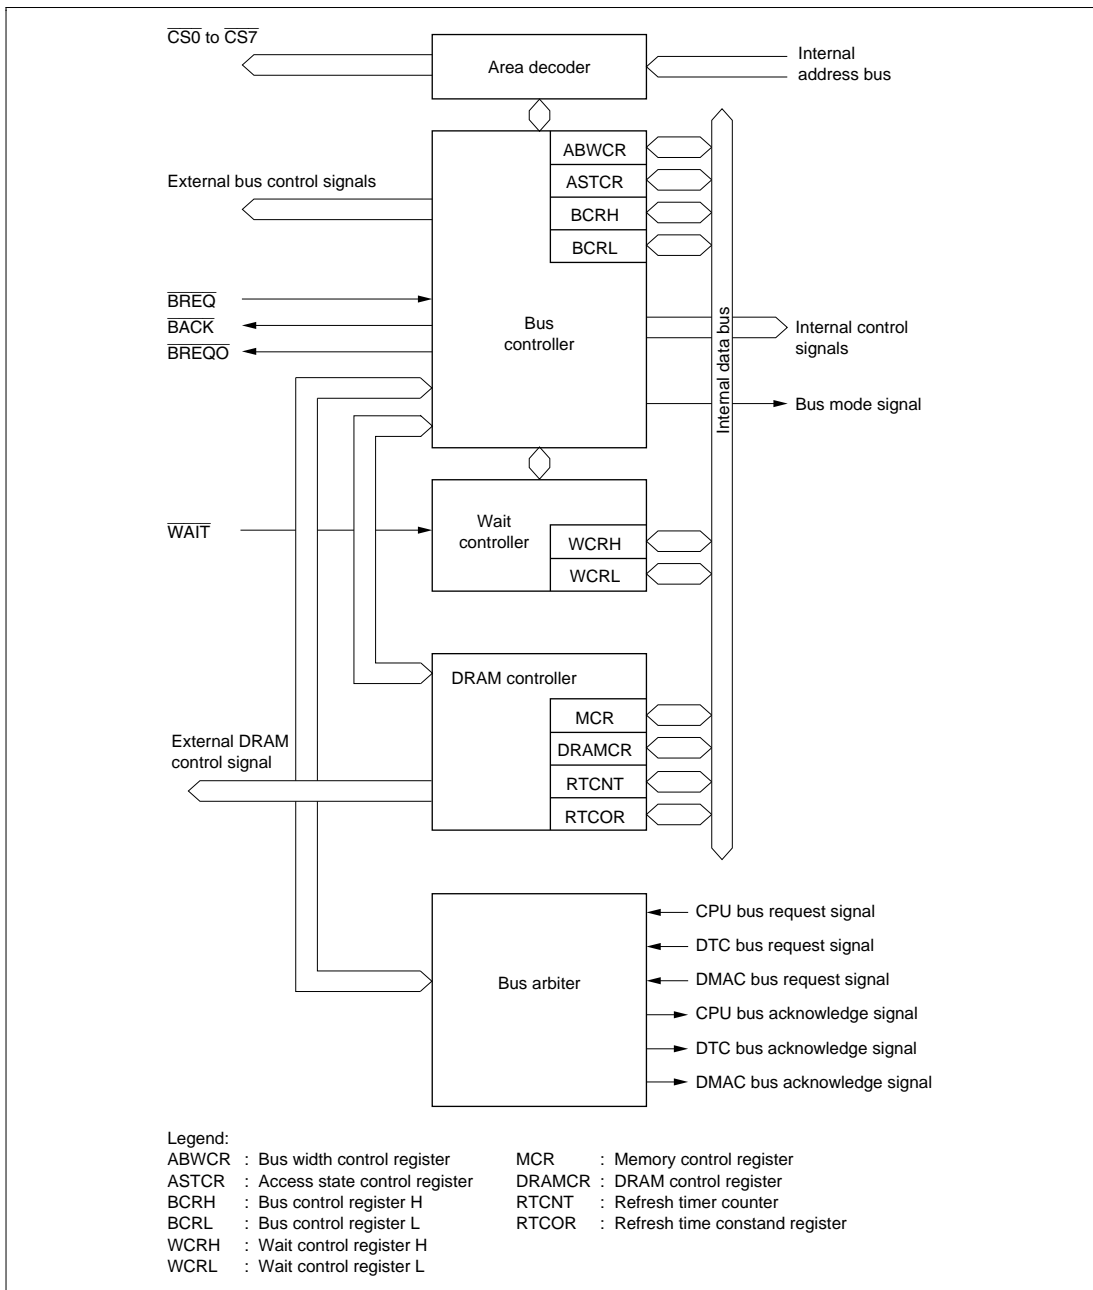 CS0 to CS7
Area decoder
Internal
address bus
ABWCR
ASTCR
BCRH
BCRL
External bus control signals
BREQ
BACK
BREQO
Bus
controller
Internal data bus
Internal control
signals
Bus mode signal
WAIT
Wait
controller
WCRH
WCRL
DRAM controller
MCR
DRAMCR
RTCNT
RTCOR
External DRAM
control signal
Bus arbiter
CPU bus request signal
DTC bus request signal
DMAC bus request signal
CPU bus acknowledge signal
DTC bus acknowledge signal
DMAC bus acknowledge signal
Legend:
ABWCR : Bus width control register
ASTCR : Access state control register
BCRH : Bus control register H
BCRL : Bus control register L
WCRH : Wait control register H
WCRL : Wait control register L
MCR : Memory control register
DRAMCR : DRAM control register
RTCNT : Refresh timer counter
RTCOR : Refresh time constand register